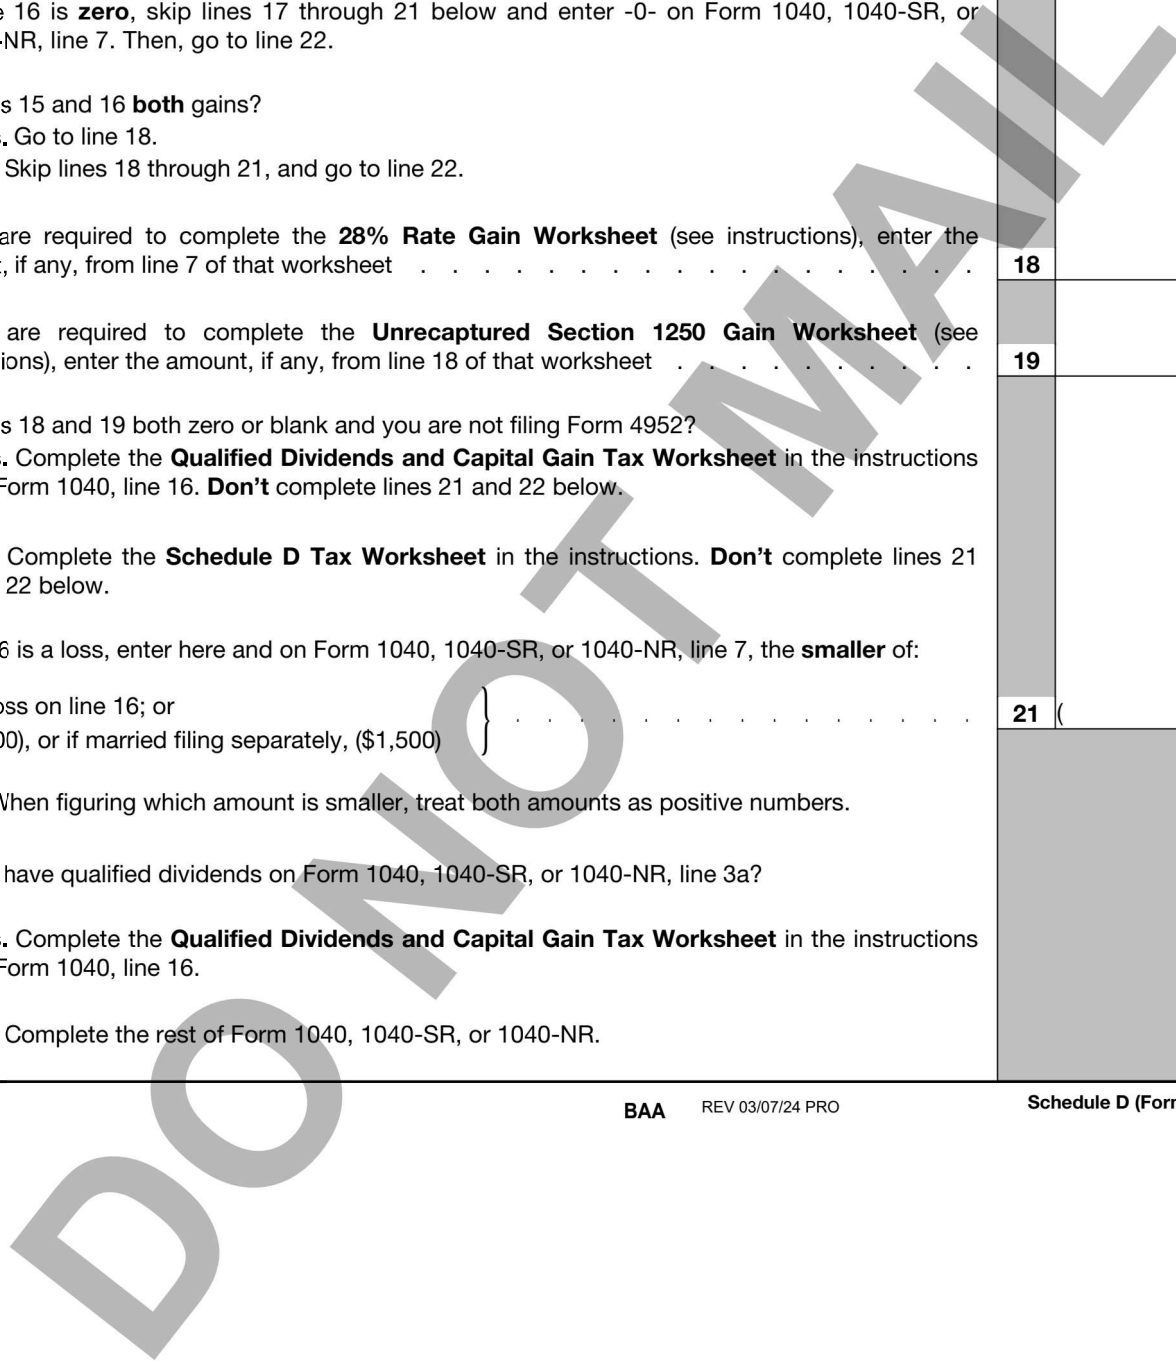 16 is zero, skip lines 17 through 21 below and enter -0- on Form 1040, 1040-SR, or
-NR, line 7. Then, go to line 22.
s 15 and 16 both gains?
. Go to line 18.
Skip lines 18 through 21, and go to line 22.
are required to complete the 28% Rate Gain Worksheet (see instructions), enter the
, if any, from line 7 of that worksheet . . . . . . . . . . . . . . . . . . 18
are required to complete the Unrecaptured Section 1250 Gain Worksheet (see
ions), enter the amount, if any, from line 18 of that worksheet . . . . . . . . . . 19
s 18 and 19 both zero or blank and you are not filing Form 4952?
. Complete the Qualified Dividends and Capital Gain Tax Worksheet in the instructions
Form 1040, line 16. Don't complete lines 21 and 22 below.
Complete the Schedule D Tax Worksheet in the instructions. Don't complete lines 21
22 below.
6 is a loss, enter here and on Form 1040, 1040-SR, or 1040-NR, line 7, the smaller of:
oss on line 16; or
00), or if married filing separately, ($1,500) } . . . . . . . . . . . . . . . 21 (
When figuring which amount is smaller, treat both amounts as positive numbers.
have qualified dividends on Form 1040, 1040-SR, or 1040-NR, line 3a?
. Complete the Qualified Dividends and Capital Gain Tax Worksheet in the instructions
Form 1040, line 16.
Complete the rest of Form 1040, 1040-SR, or 1040-NR.
BAA REV 03/07/24 PRO Schedule D (Form
DO NOT MAIL